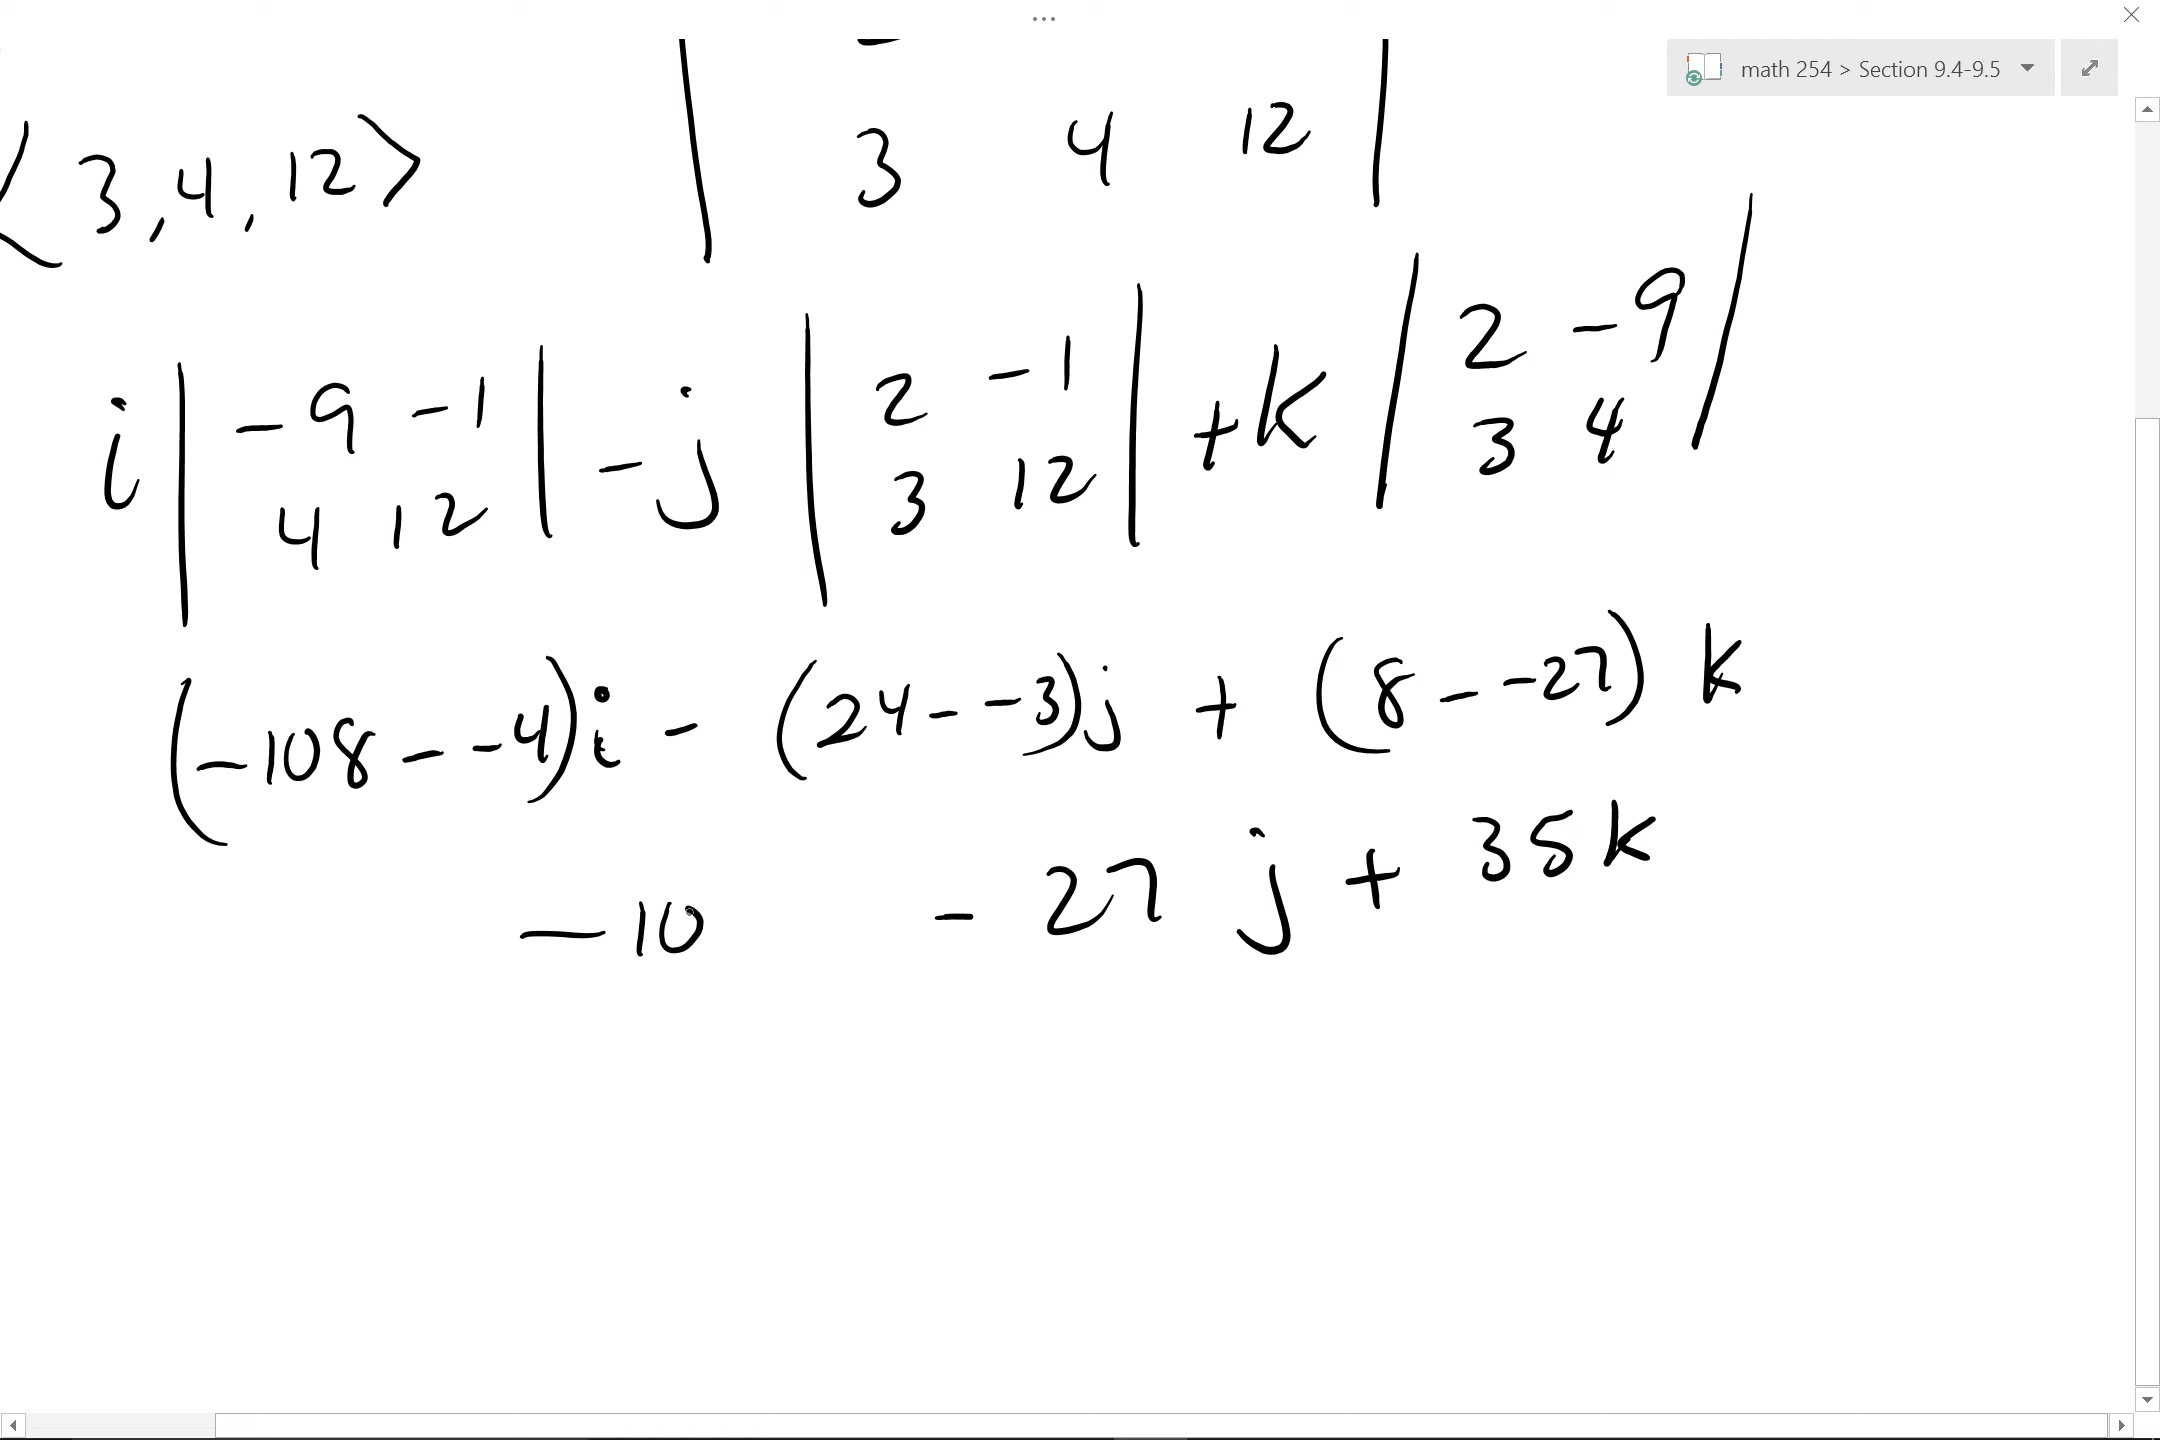 math 254 > Section 9.4-9.5
3 4 12
⟨3, 4, 12⟩
i | -9 -1 | - j | 2 -1 | + k | 2 -9 |
4 12 3 12 3 4
(-108 - -4)i - (24 - -3)j + (8 - -27) k
-10 - 27 j + 35k